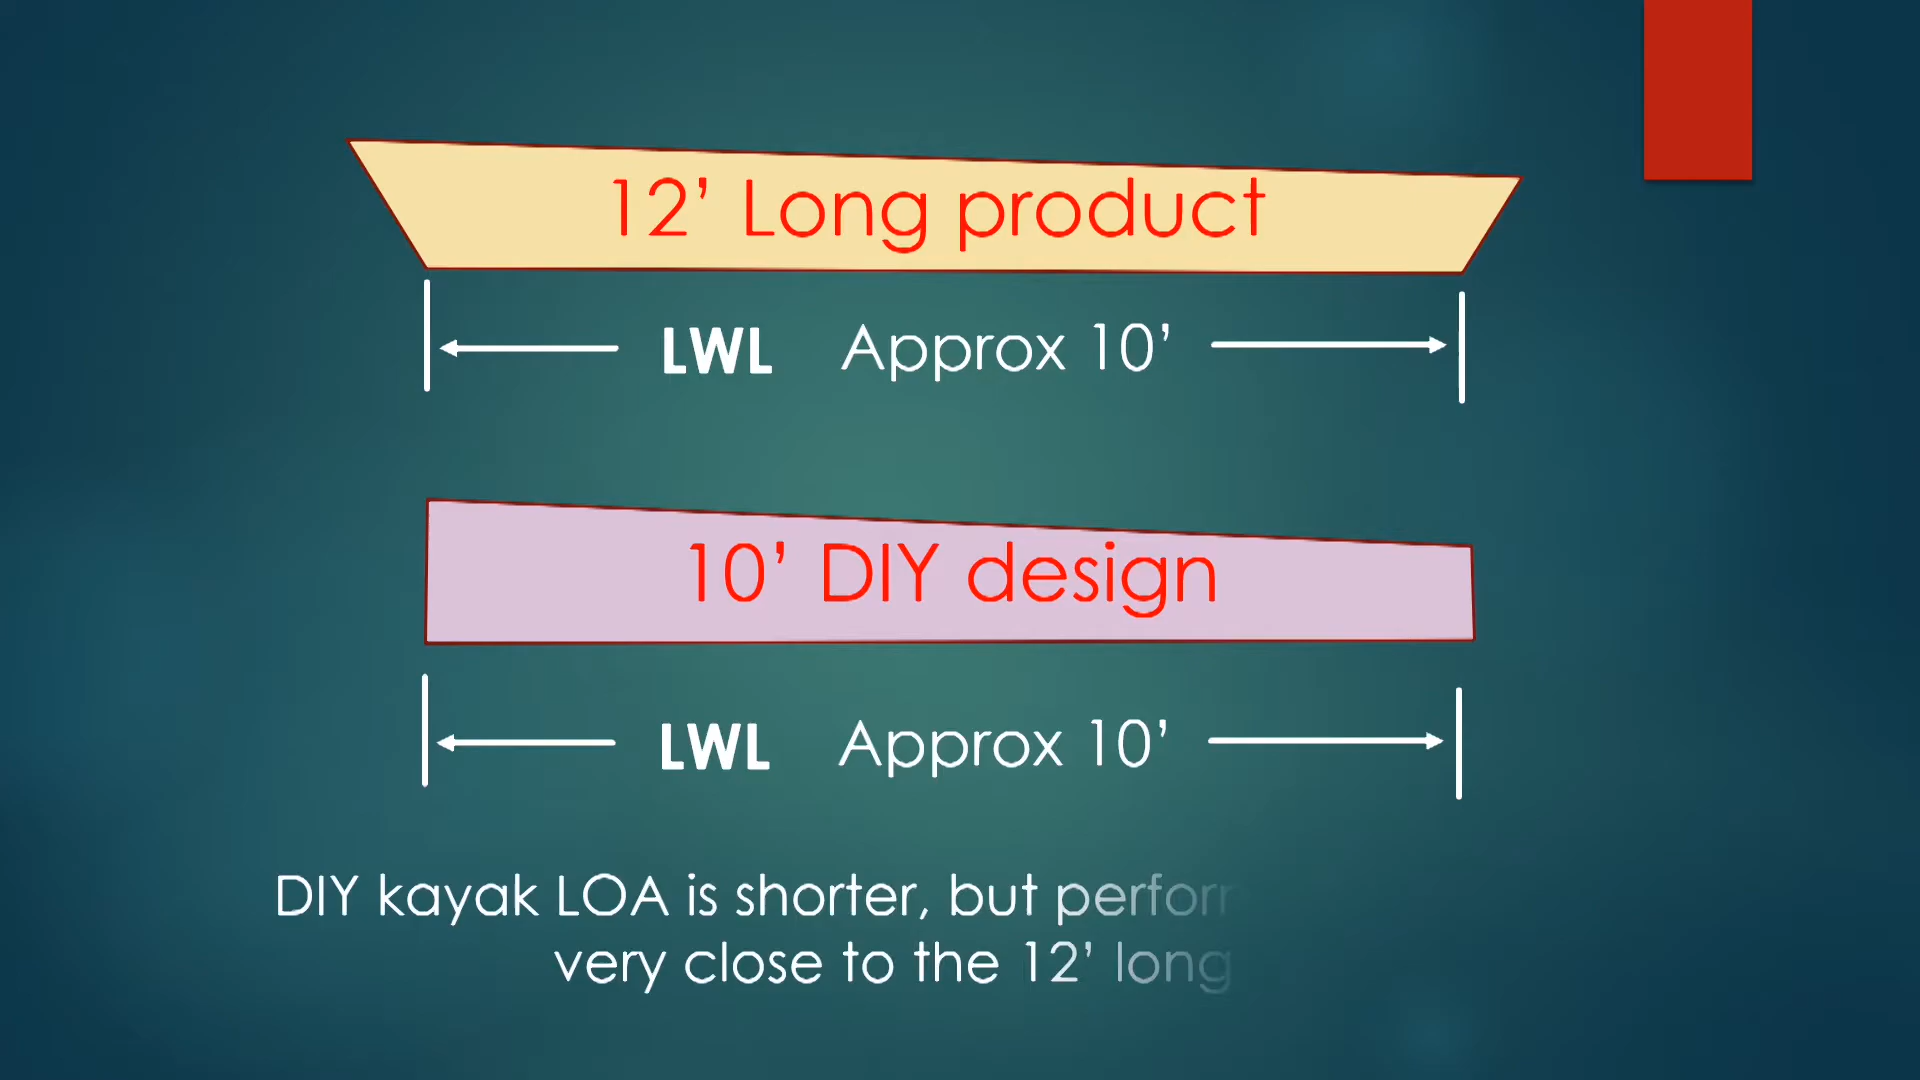 12’ Long product
LWL Approx 10’
10’ DIY design
LWL Approx 10’
DIY kayak LOA is shorter, but
very close to the 12’ long